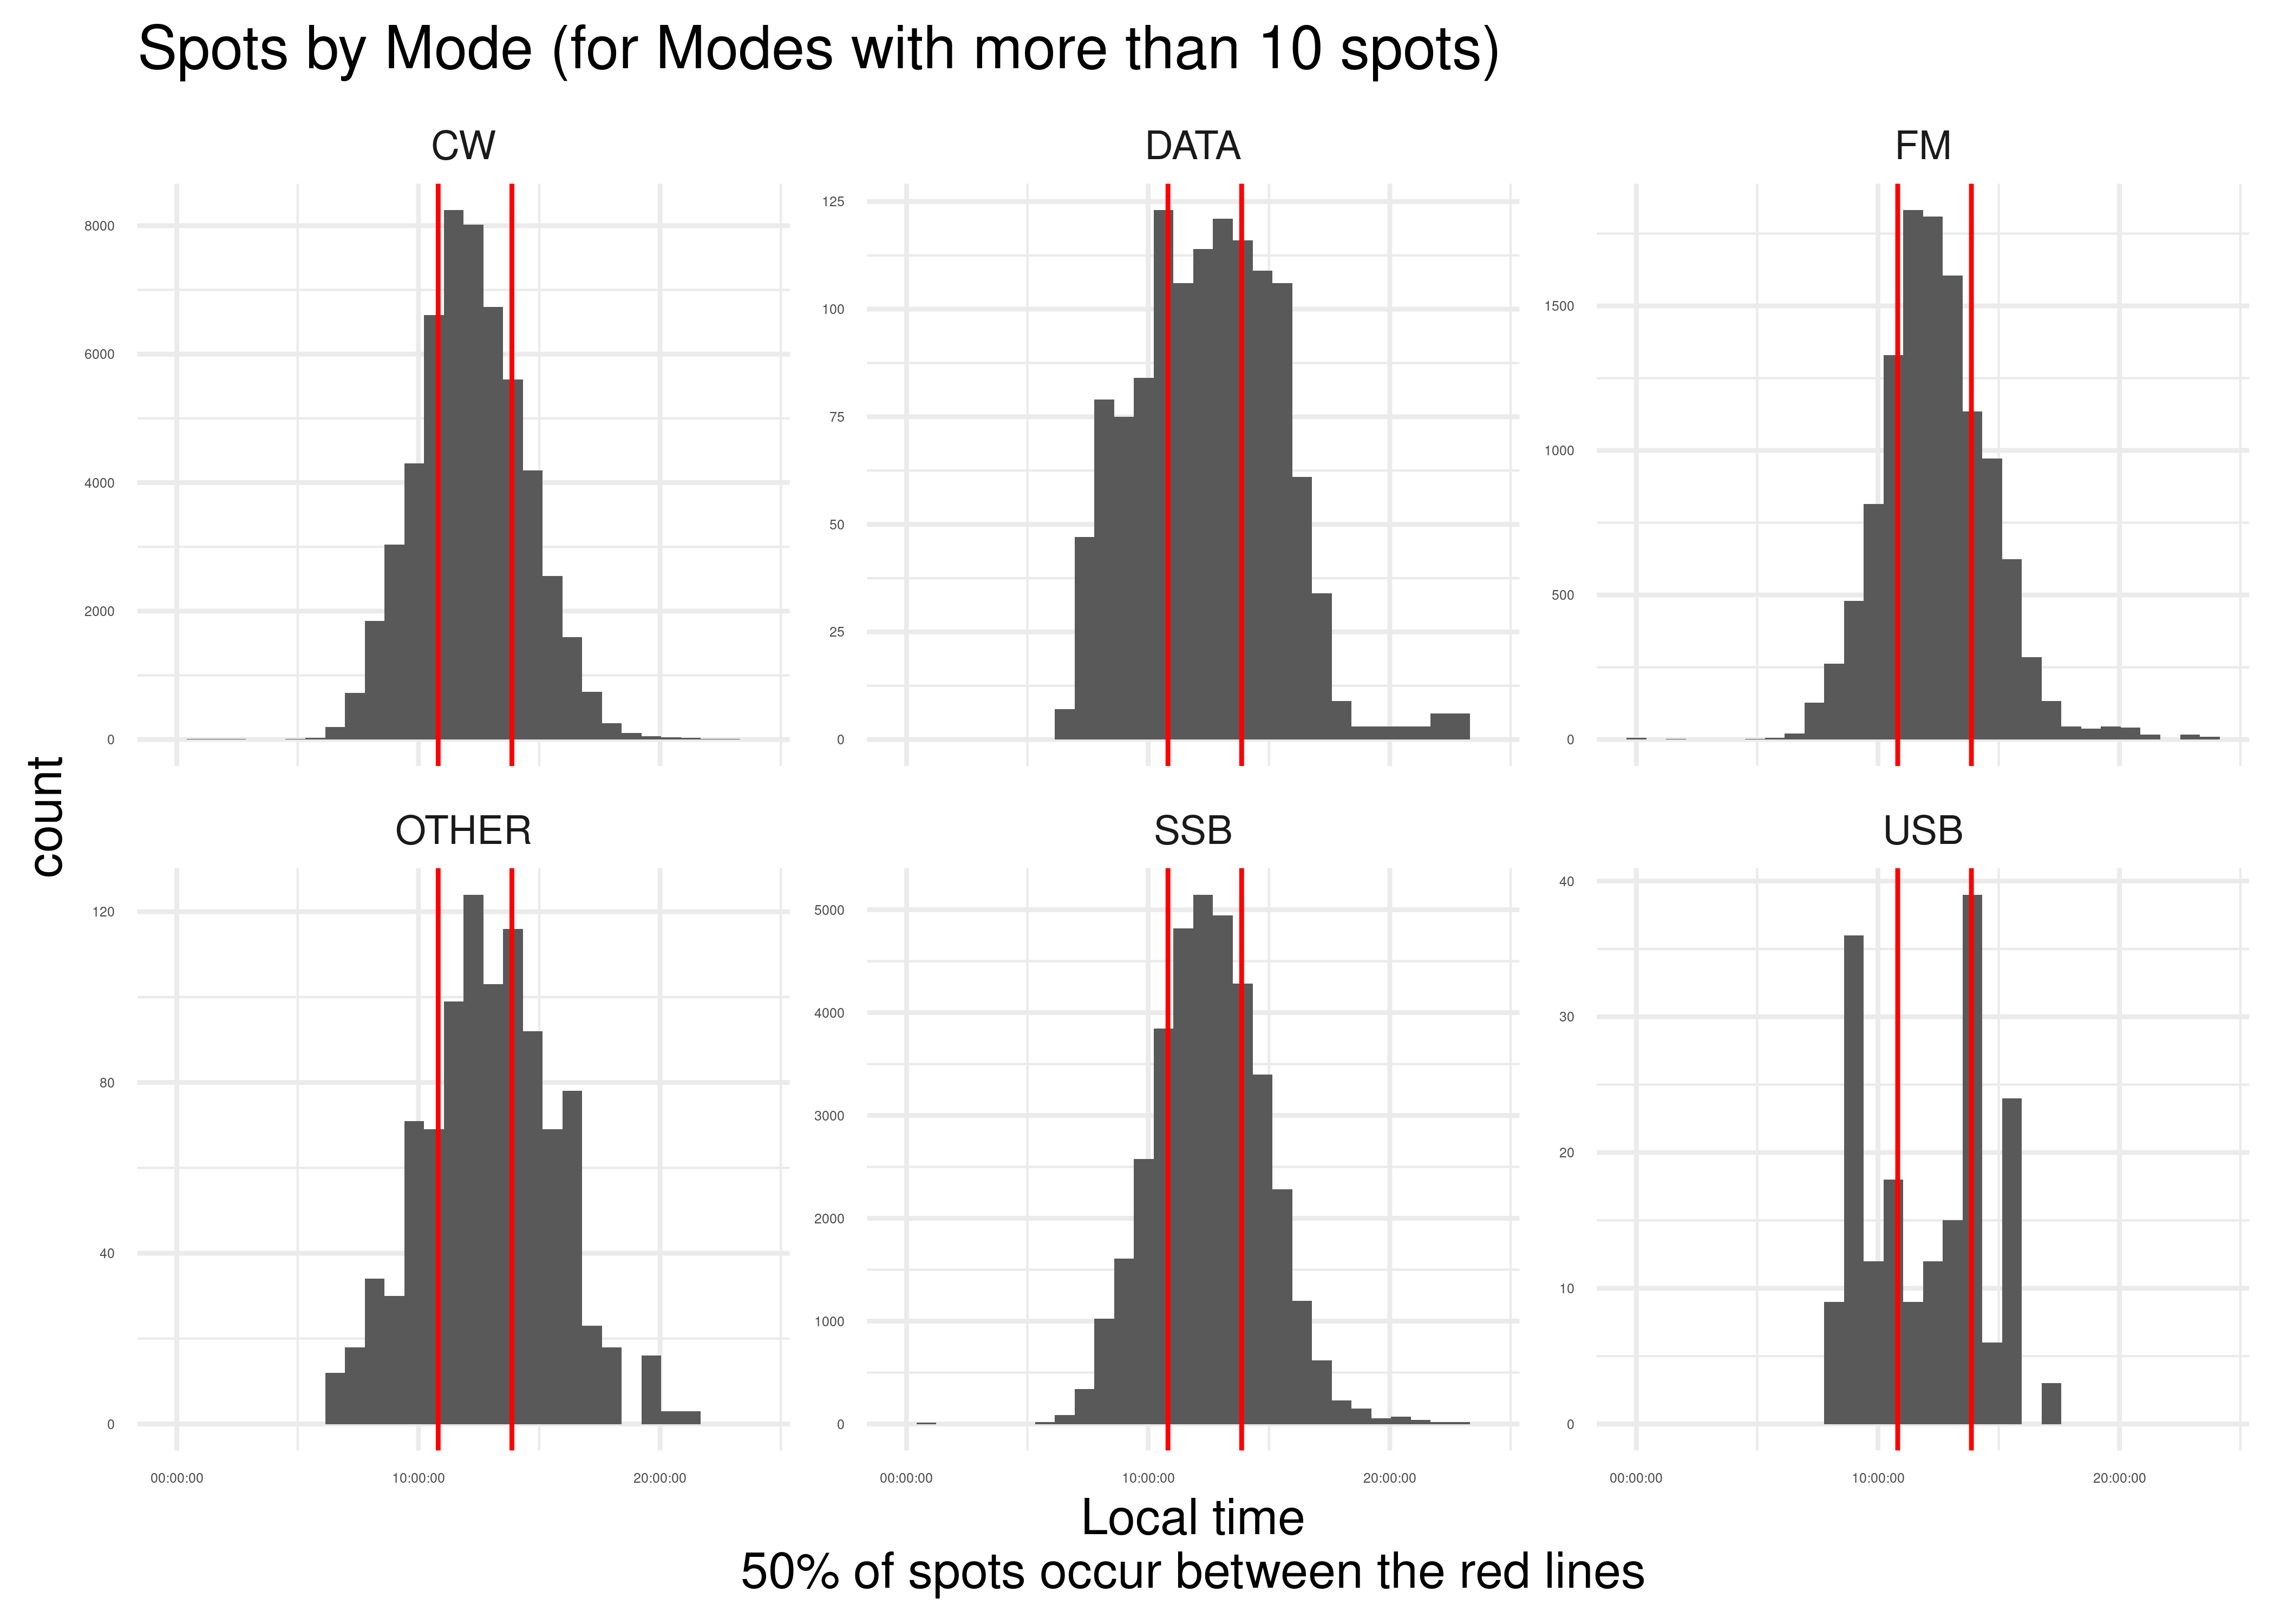 Spots by Mode (for Modes with more than 10 spots)
CW
DATA
FM
8000
6000
4000
2000
0
125
100
75
50
25
0
1500
1000
500
0
count
OTHER
SSB
USB
120
80
40
0
5000
4000
3000
2000
1000
0
40
30
20
10
0
00:00:00 10:00:00 20:00:00
00:00:00 10:00:00 20:00:00
00:00:00 10:00:00 20:00:00
Local time
50% of spots occur between the red lines